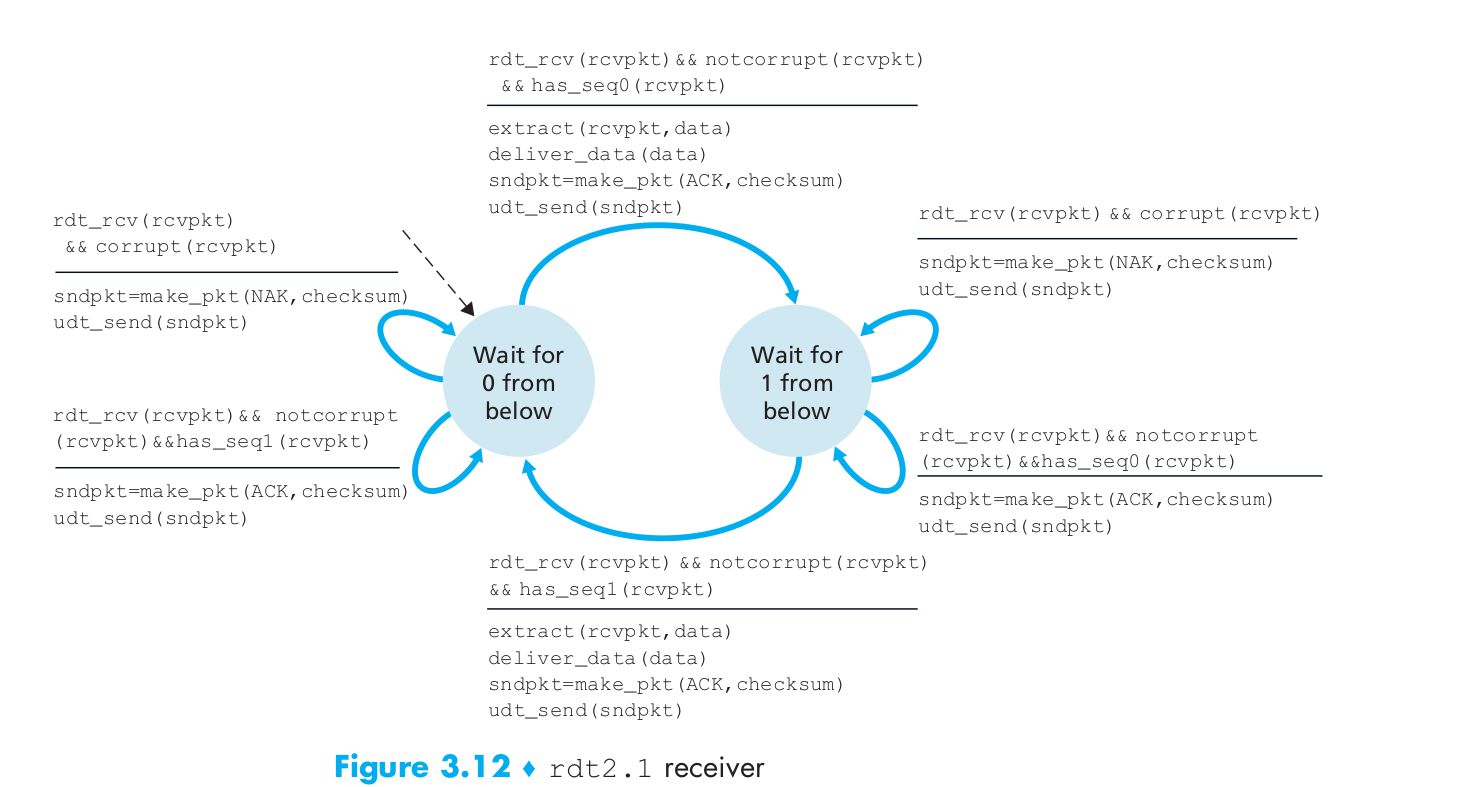 rdt_rcv(rcvpkt)&& notcorrupt(rcvpkt)
&& has_seq0(rcvpkt)
extract(rcvpkt,data)
deliver_data(data)
sndpkt=make_pkt(ACK,checksum)
udt_send(sndpkt)
rdt_rcv(rcvpkt)
&& corrupt(rcvpkt)
sndpkt=make_pkt(NAK,checksum)
udt_send(sndpkt)
rdt_rcv(rcvpkt) && corrupt(rcvpkt)
sndpkt=make_pkt(NAK,checksum)
udt_send(sndpkt)
Wait for
0 from
below
Wait for
1 from
below
rdt_rcv(rcvpkt)&& notcorrupt
(rcvpkt)&&has_seq1(rcvpkt)
sndpkt=make_pkt(ACK,checksum)
udt_send(sndpkt)
rdt_rcv(rcvpkt)&& notcorrupt
(rcvpkt)&&has_seq0(rcvpkt)
sndpkt=make_pkt(ACK,checksum)
udt_send(sndpkt)
rdt_rcv(rcvpkt) && notcorrupt(rcvpkt)
&& has_seq1(rcvpkt)
extract(rcvpkt,data)
deliver_data(data)
sndpkt=make_pkt(ACK,checksum)
udt_send(sndpkt)
Figure 3.12 ♦ rdt2.1 receiver